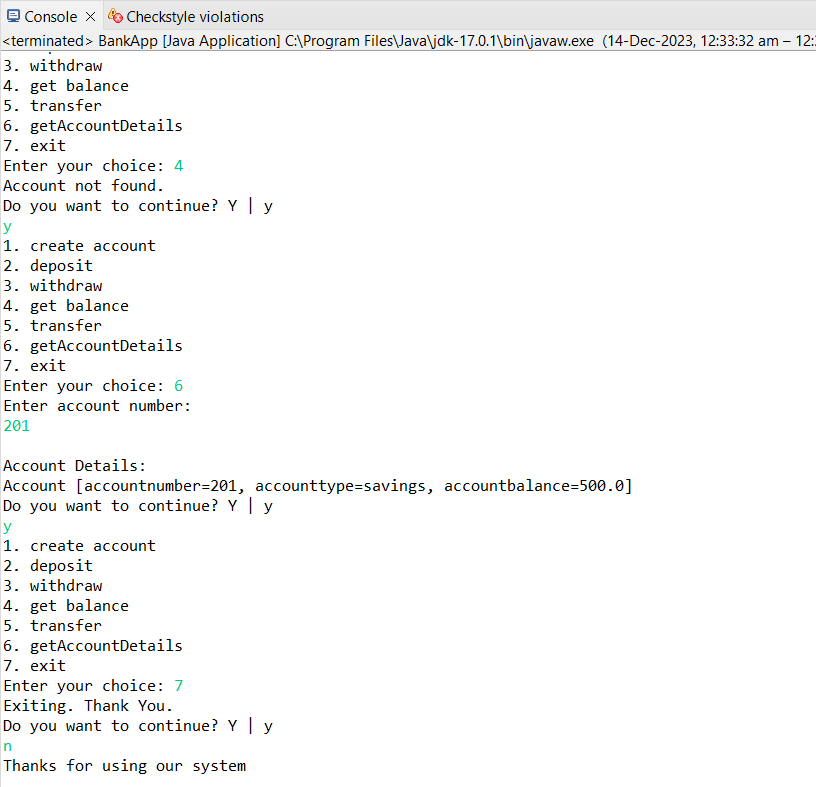 Console
Checkstyle violations
<terminated> BankApp [Java Application] C:\Program Files\Java\jdk-17.0.1\bin\javaw.exe (14-Dec-2023, 12:33:32 am – 12:
3. withdraw
4. get balance
5. transfer
6. getAccountDetails
7. exit
Enter your choice: 4
Account not found.
Do you want to continue? Y | y
y
1. create account
2. deposit
3. withdraw
4. get balance
5. transfer
6. getAccountDetails
7. exit
Enter your choice: 6
Enter account number:
201
Account Details:
Account [accountnumber=201, accounttype=savings, accountbalance=500.0]
Do you want to continue? Y | y
y
1. create account
2. deposit
3. withdraw
4. get balance
5. transfer
6. getAccountDetails
7. exit
Enter your choice: 7
Exiting. Thank You.
Do you want to continue? Y | y
n
Thanks for using our system